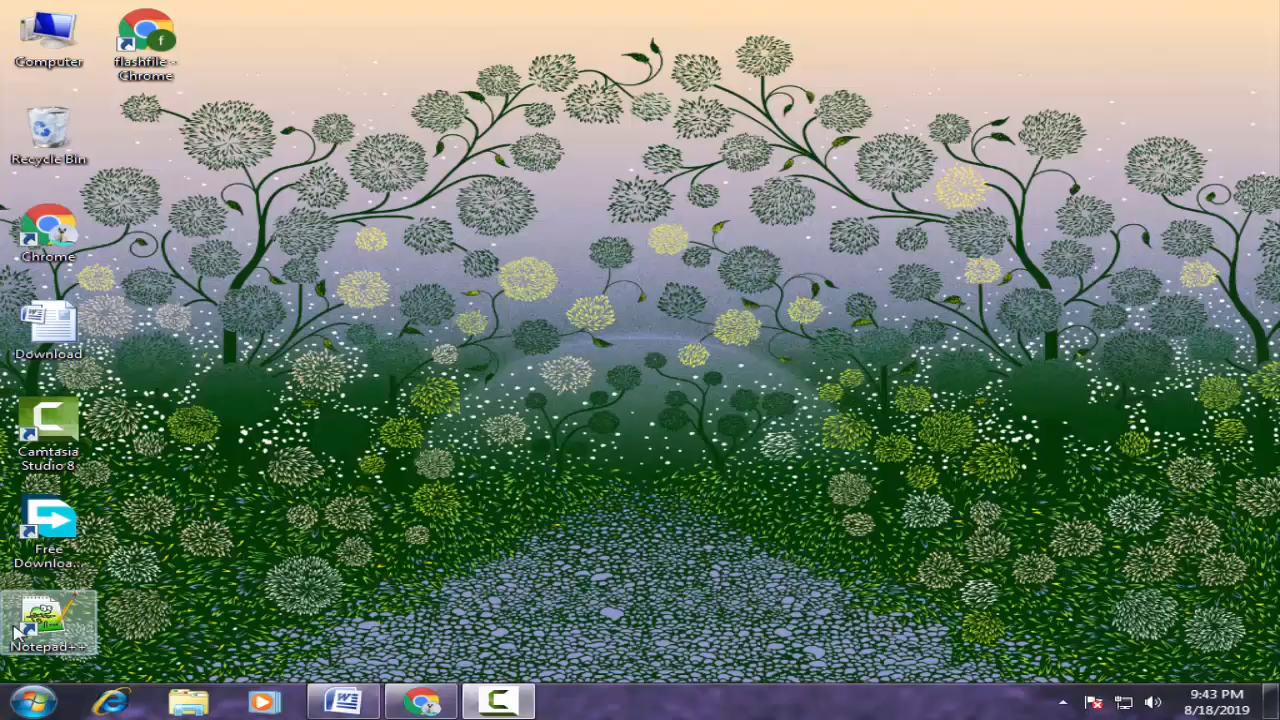 Computer
flashfile -
Chrome
f
Recycle Bin
Chrome
Download
Camtasia
Studio 8
Free
Downloa...
Notepad++
9:43 PM
8/18/2019